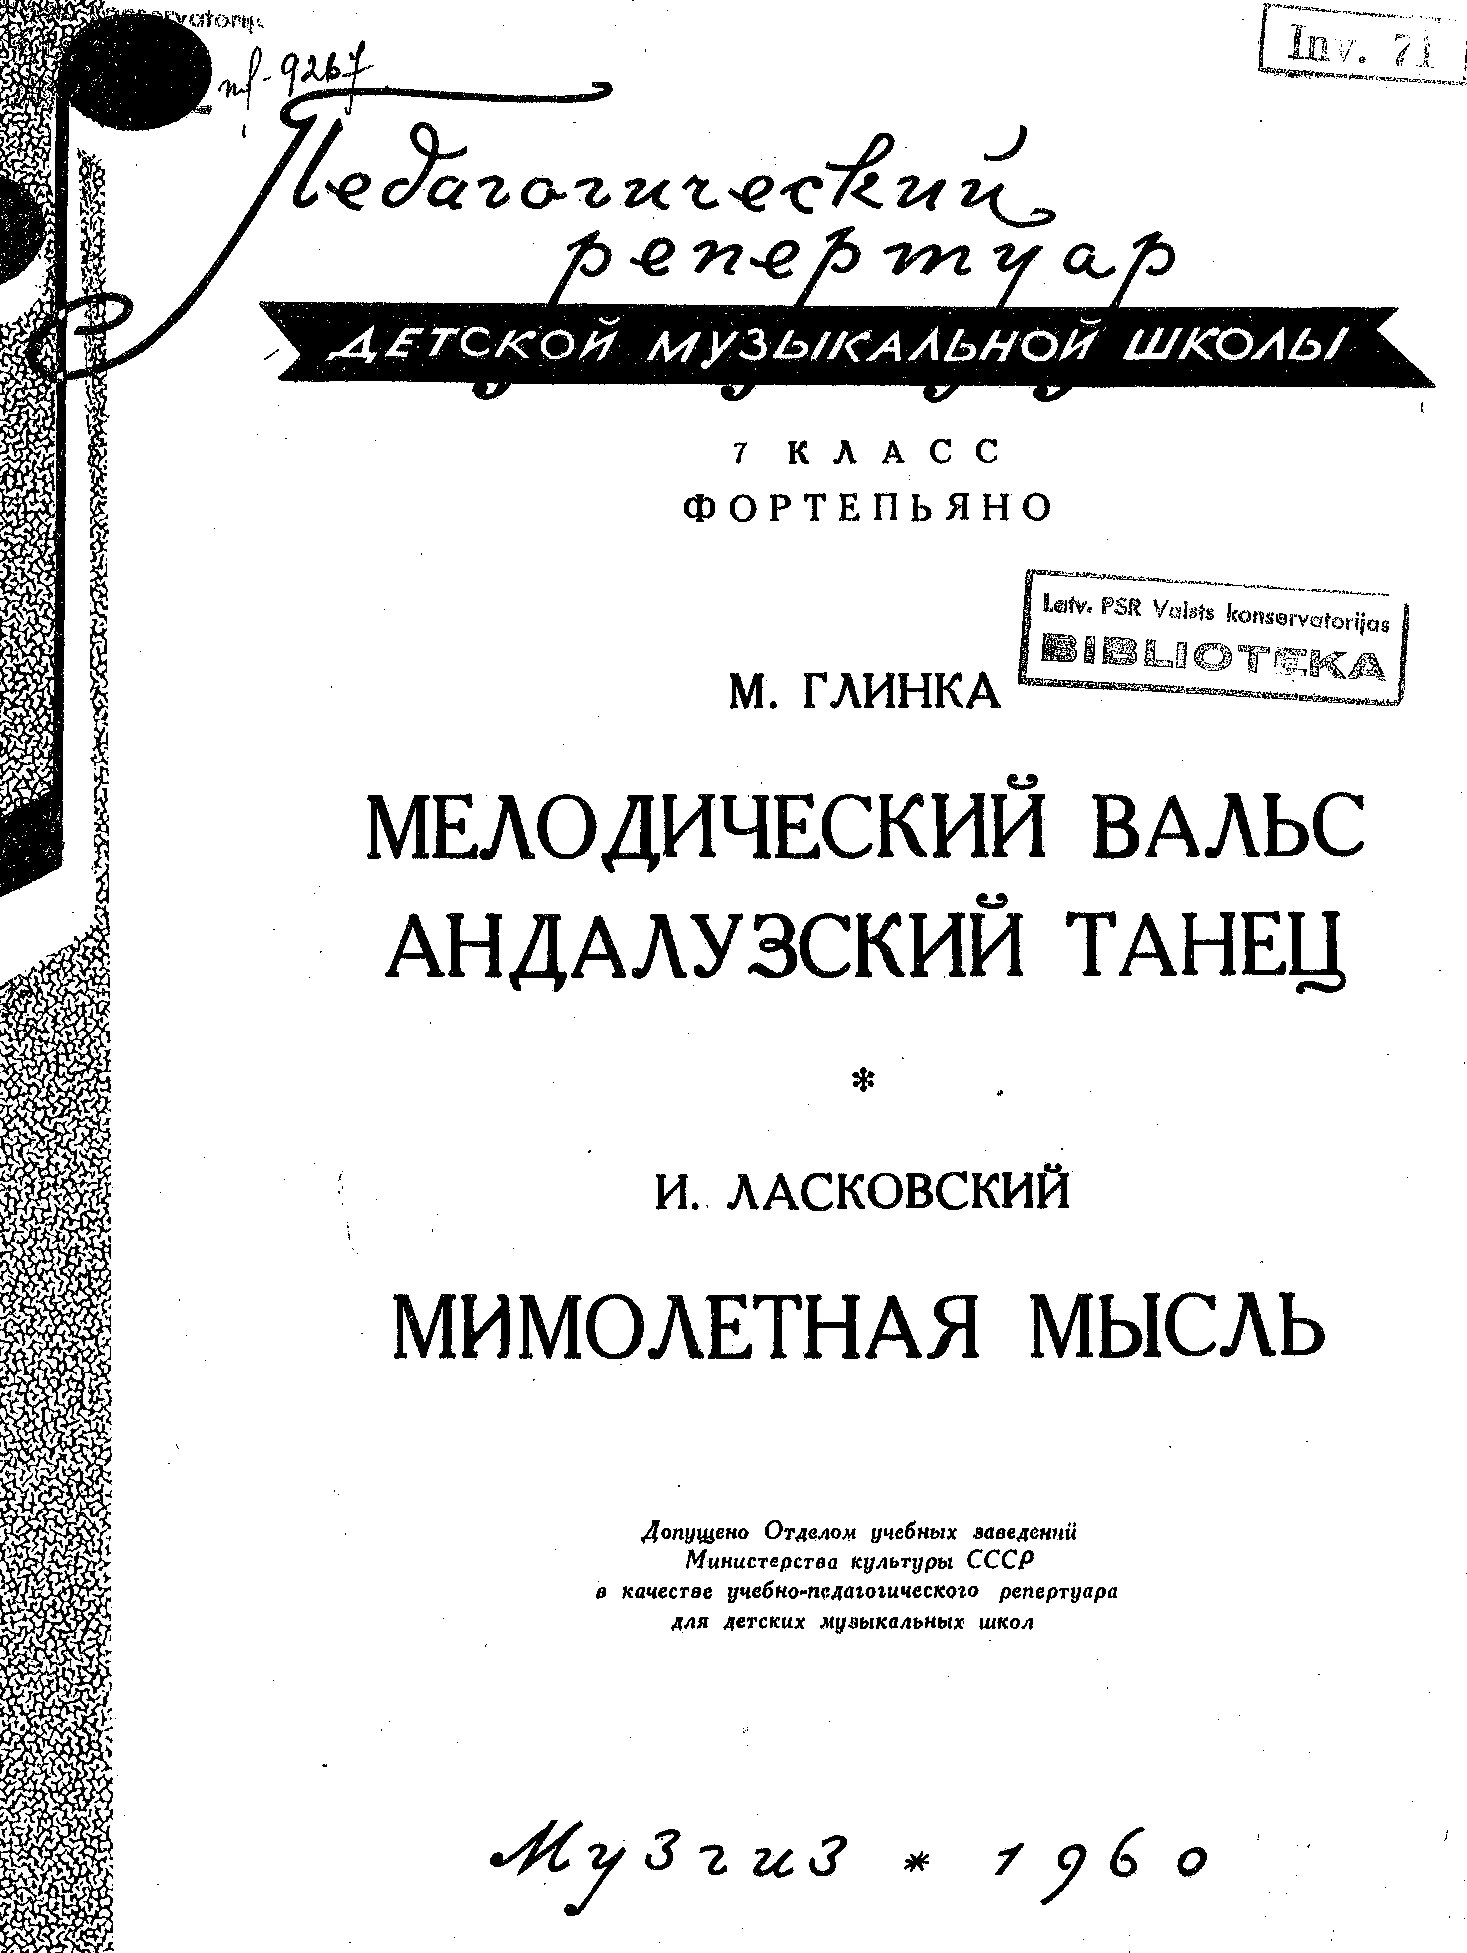 Inv. 71
nf-9267
Педагогический
репертуар
ДЕТСКОЙ МУЗЫКАЛЬНОЙ ШКОЛЫ
7 КЛАСС
ФОРТЕПЬЯНО
Latv. PSR Valsts konservatorijas
BIBLIOTEKA
М. ГЛИНКА
МЕЛОДИЧЕСКИЙ ВАЛЬС
АНДАЛУЗСКИЙ ТАНЕЦ
*
И. ЛАСКОВСКИЙ
МИМОЛЕТНАЯ МЫСЛЬ
Допущено Отделом учебных заведений
Министерства культуры СССР
в качестве учебно-педагогического репертуара
для детских музыкальных школ
Музгиз * 1960